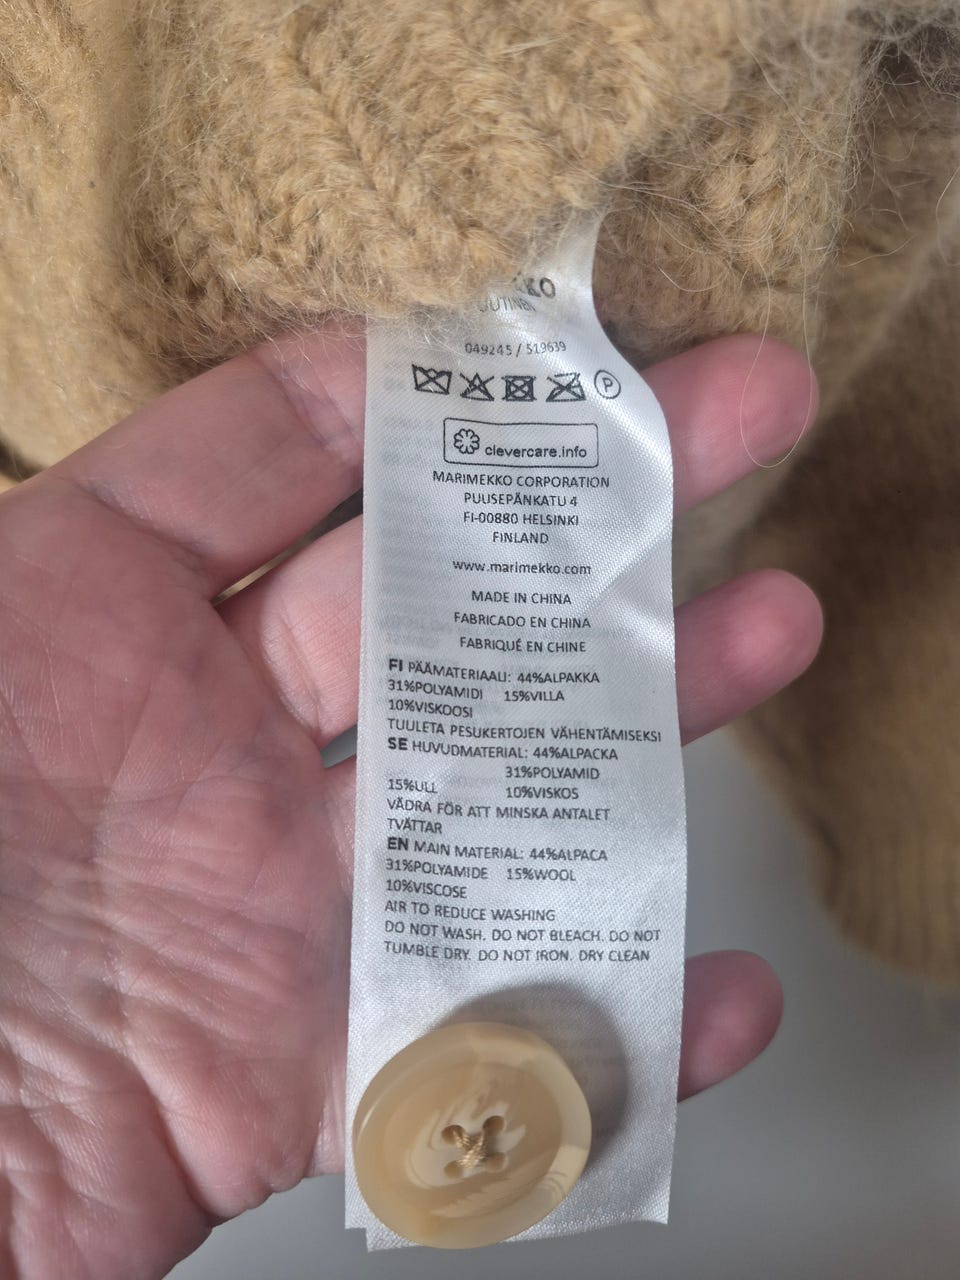 KKO
UUTINEN
049245 / 519639
P
clevercare.info
MARIMEKKO CORPORATION
PUUSEPÄNKATU 4
FI-00880 HELSINKI
FINLAND
www.marimekko.com
MADE IN CHINA
FABRICADO EN CHINA
FABRIQUÉ EN CHINE
FI PÄÄMATERIAALI: 44%ALPAKKA
31%POLYAMIDI 15%VILLA
10%VISKOOSI
TUULETA PESUKERTOJEN VÄHENTÄMISEKSI
SE HUVUDMATERIAL: 44%ALPACKA
31%POLYAMID
15%ULL 10%VISKOS
VÄDRA FÖR ATT MINSKA ANTALET
TVÄTTAR
EN MAIN MATERIAL: 44%ALPACA
31%POLYAMIDE 15%WOOL
10%VISCOSE
AIR TO REDUCE WASHING
DO NOT WASH. DO NOT BLEACH. DO NOT
TUMBLE DRY. DO NOT IRON. DRY CLEAN